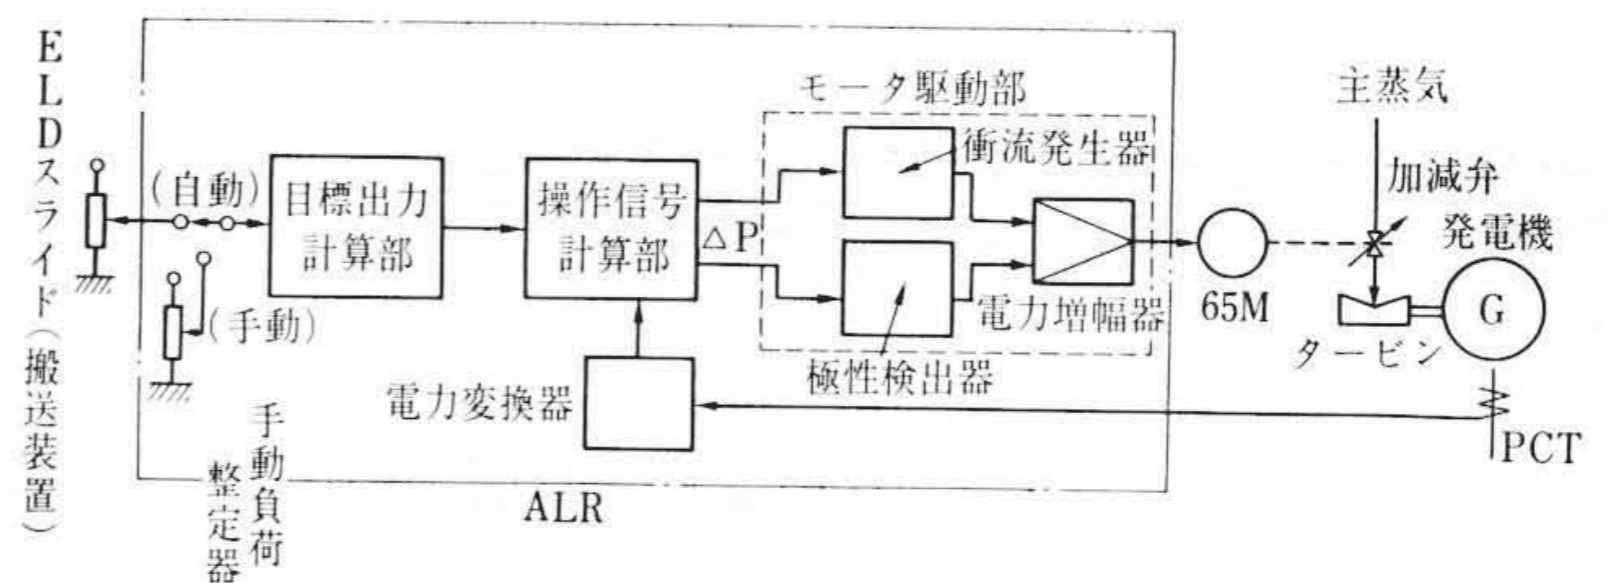 ELDスライド(搬送装置)
(自動)
(手動)
手動負荷
整定器
目標出力
計算部
操作信号
計算部
△P
モータ駆動部
衝流発生器
極性検出器
電力増幅器
電力変換器
ALR
65M
主蒸気
加減弁
発電機
G
タービン
PCT